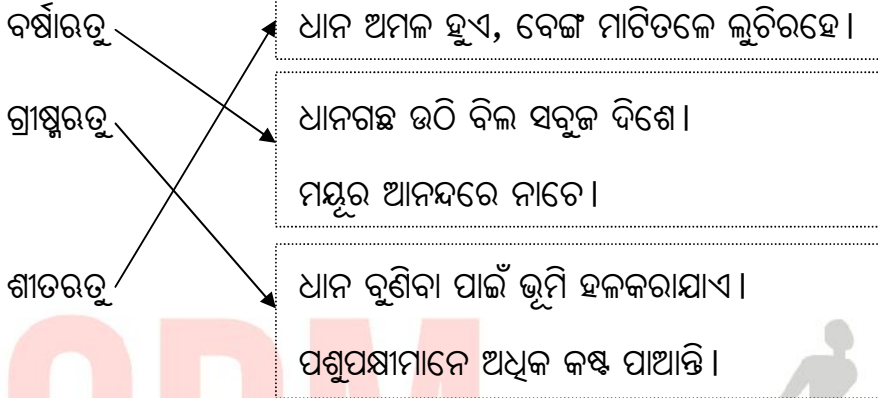 ବର୍ଷାଋତୁ
ଧାନ ଅମଳ ହୁଏ, ବେଙ୍ଗ ମାଟିତଳେ ଲୁଚିରହେ।
ଗ୍ରୀଷ୍ମଋତୁ
ଧାନଗଛ ଉଠି ବିଲ ସବୁଜ ଦିଶେ।
ମୟୂର ଆନନ୍ଦରେ ନାଚେ।
ଶୀତଋତୁ
ଧାନ ବୁଣିବା ପାଇଁ ଭୂମି ହଳକରାଯାଏ।
ପଶୁପକ୍ଷୀମାନେ ଅଧିକ କଷ୍ଟ ପାଆନ୍ତି।
ODM